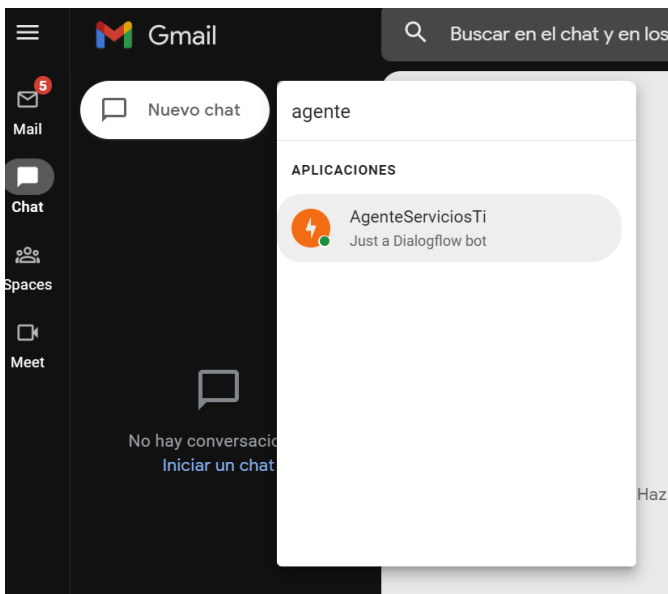 Gmail
Buscar en el chat y en los
5
Mail
Nuevo chat
agente
APLICACIONES
AgenteServiciosTi
Just a Dialogflow bot
Chat
Spaces
Meet
No hay conversacio
Iniciar un chat
Haz